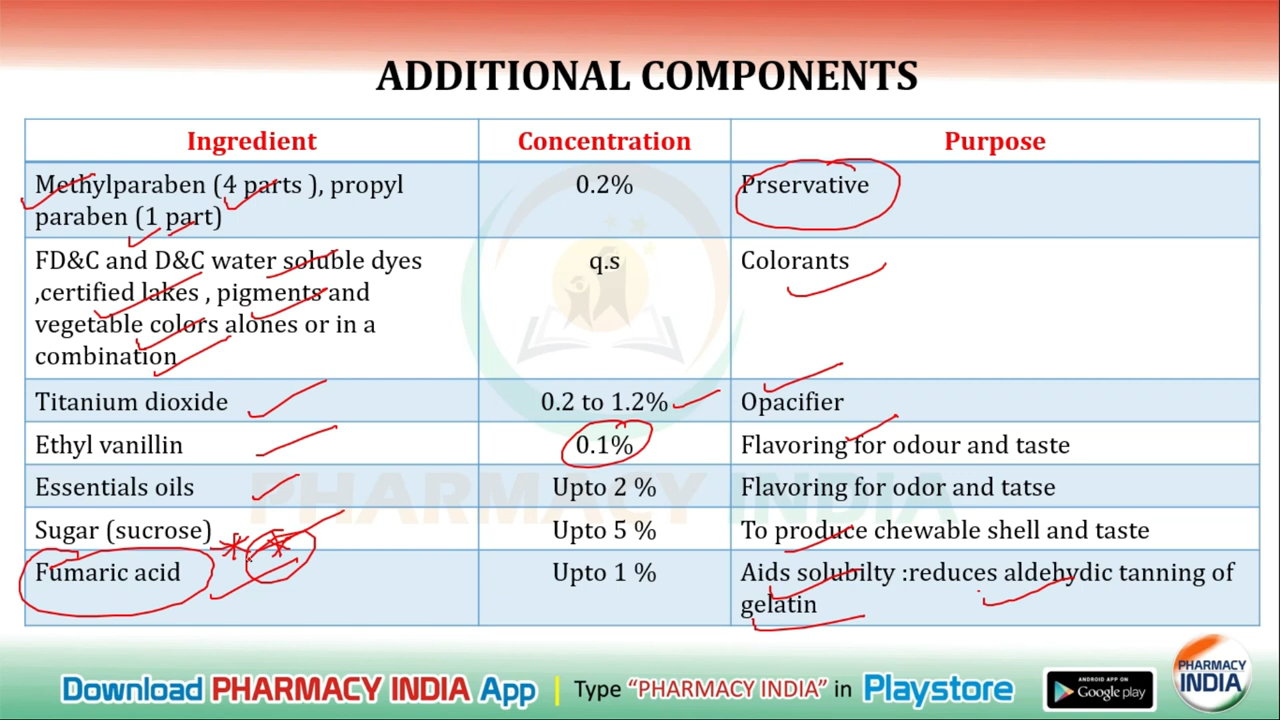 ADDITIONAL COMPONENTS
Ingredient Concentration Purpose
Methylparaben (4 parts ), propyl
paraben (1 part)
0.2%
Prservative
FD&C and D&C water soluble dyes
,certified lakes , pigments and
vegetable colors alones or in a
combination
q.s
Colorants
Titanium dioxide 0.2 to 1.2% Opacifier
Ethyl vanillin 0.1% Flavoring for odour and taste
Essentials oils Upto 2 % Flavoring for odor and tatse
Sugar (sucrose) Upto 5 % To produce chewable shell and taste
Fumaric acid Upto 1 % Aids solubilty :reduces aldehydic tanning of
gelatin
PHARMACY INDIA
Download PHARMACY INDIA App | Type “PHARMACY INDIA” in Playstore
ANDROID APP ON
Google play
PHARMACY
INDIA